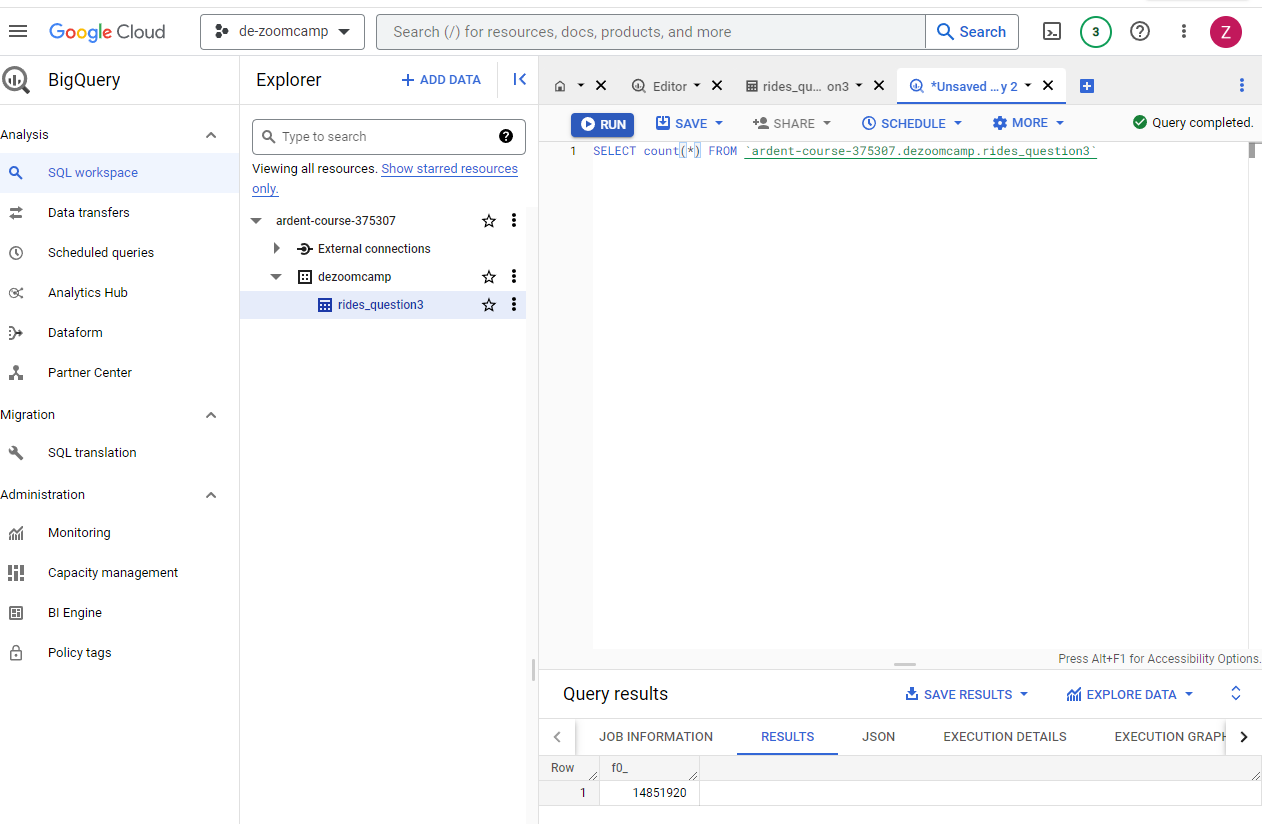 Google Cloud
de-zoomcamp
Search (/) for resources, docs, products, and more
Search
3
Z
BigQuery
Analysis
SQL workspace
Data transfers
Scheduled queries
Analytics Hub
Dataform
Partner Center
Migration
SQL translation
Administration
Monitoring
Capacity management
BI Engine
Policy tags
Explorer
+ ADD DATA
Type to search
Viewing all resources. Show starred resources
only.
ardent-course-375307
External connections
dezoomcamp
rides_question3
Editor
rides_qu... on3
*Unsaved ...y 2
RUN
SAVE
SHARE
SCHEDULE
MORE
Query completed.
1 SELECT count(*) FROM `ardent-course-375307.dezoomcamp.rides_question3`
Press Alt+F1 for Accessibility Options.
Query results
SAVE RESULTS
EXPLORE DATA
JOB INFORMATION
RESULTS
JSON
EXECUTION DETAILS
EXECUTION GRAPH
Row f0_
1 14851920